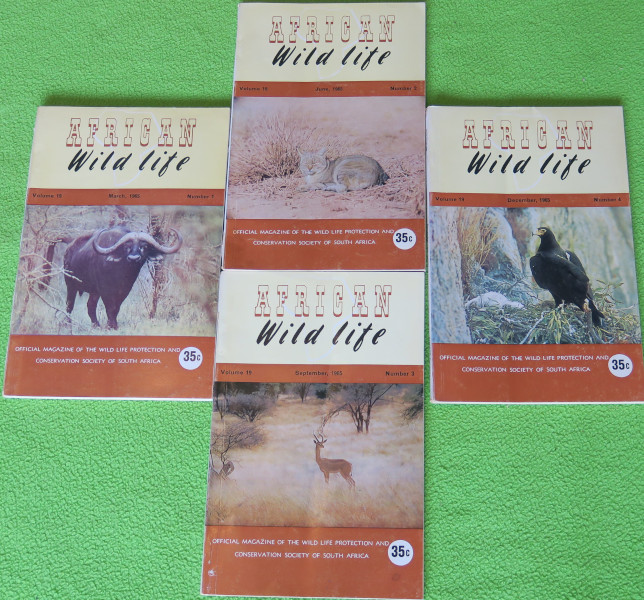 AFRICAN
Wild life
Volume 19 June, 1965 Number 2
OFFICIAL MAGAZINE OF THE WILD LIFE PROTECTION AND
CONSERVATION SOCIETY OF SOUTH AFRICA
35c
AFRICAN
Wild life
Volume 19 March, 1965 Number 1
OFFICIAL MAGAZINE OF THE WILD LIFE PROTECTION AND
CONSERVATION SOCIETY OF SOUTH AFRICA
35c
AFRICAN
Wild life
Volume 19 December, 1965 Number 4
OFFICIAL MAGAZINE OF THE WILD LIFE PROTECTION AND
CONSERVATION SOCIETY OF SOUTH AFRICA
35c
AFRICAN
Wild life
Volume 19 September, 1965 Number 3
OFFICIAL MAGAZINE OF THE WILD LIFE PROTECTION AND
CONSERVATION SOCIETY OF SOUTH AFRICA
35c